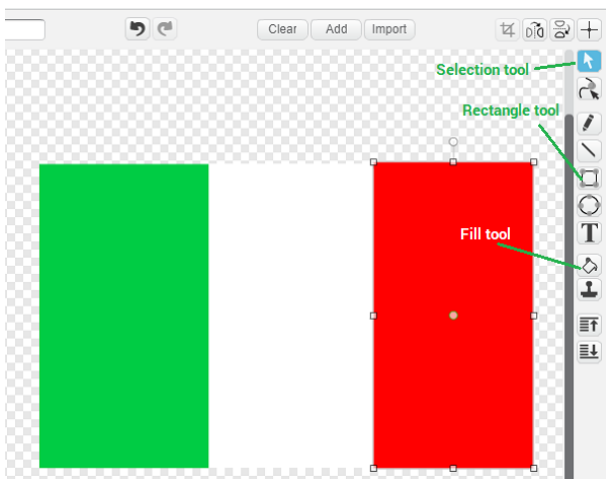 Clear Add Import
Selection tool
Rectangle tool
Fill tool
T